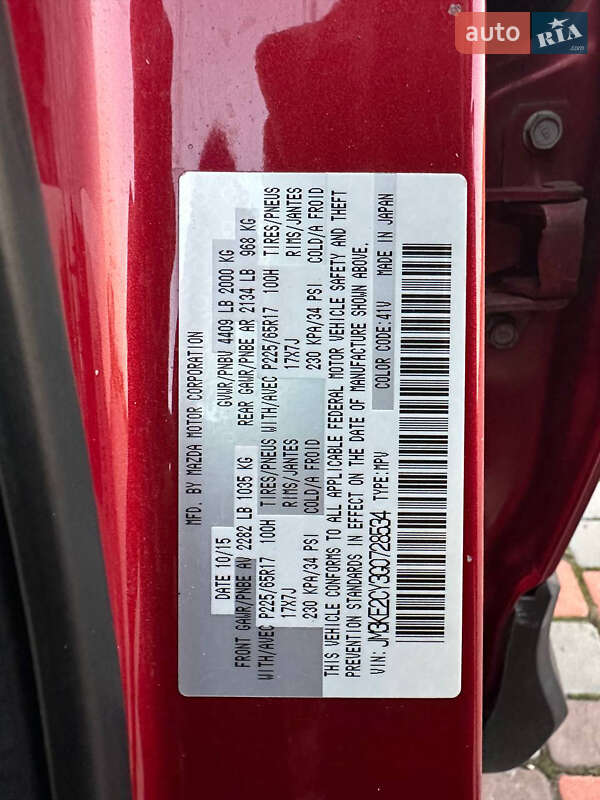 auto RIA.com
MFD. BY MAZDA MOTOR CORPORATION
DATE 10/15 GVWR/PNBV 4409 LB 2000 KG
FRONT GAWR/PNBE AV 2282 LB 1035 KG REAR GAWR/PNBE AR 2134 LB 968 KG
WITH/AVEC P225/65R17 100H TIRES/PNEUS WITH/AVEC P225/65R17 100H TIRES/PNEUS
17X7J RIMS/JANTES 17X7J RIMS/JANTES
230 KPA/34 PSI COLD/A FROID 230 KPA/34 PSI COLD/A FROID
THIS VEHICLE CONFORMS TO ALL APPLICABLE FEDERAL MOTOR VEHICLE SAFETY AND THEFT
PREVENTION STANDARDS IN EFFECT ON THE DATE OF MANUFACTURE SHOWN ABOVE.
VIN: JM3KE2CY3G0728534 TYPE: MPV COLOR CODE: 41V MADE IN JAPAN